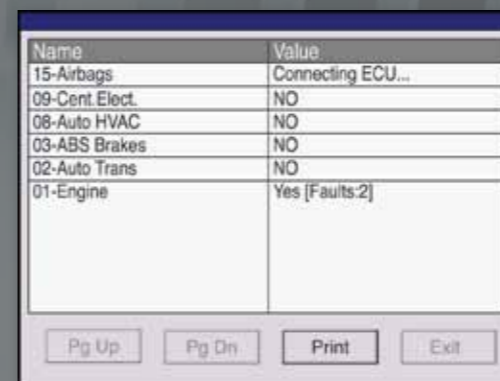 Name Value
15-Airbags Connecting ECU...
09-Cent.Elect. NO
08-Auto HVAC NO
03-ABS Brakes NO
02-Auto Trans NO
01-Engine Yes [Faults:2]
Pg Up Pg Dn Print Exit